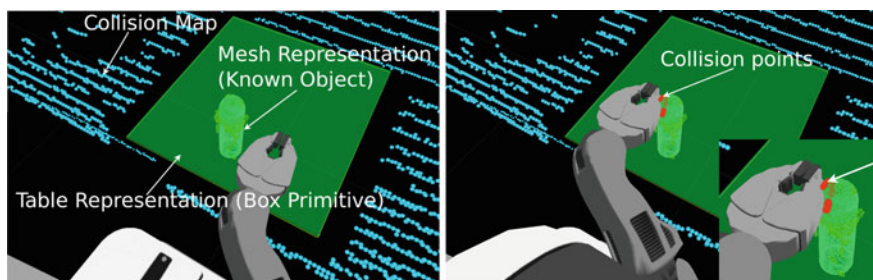 Collision Map
Mesh Representation
(Known Object)
Table Representation (Box Primitive)
Collision points